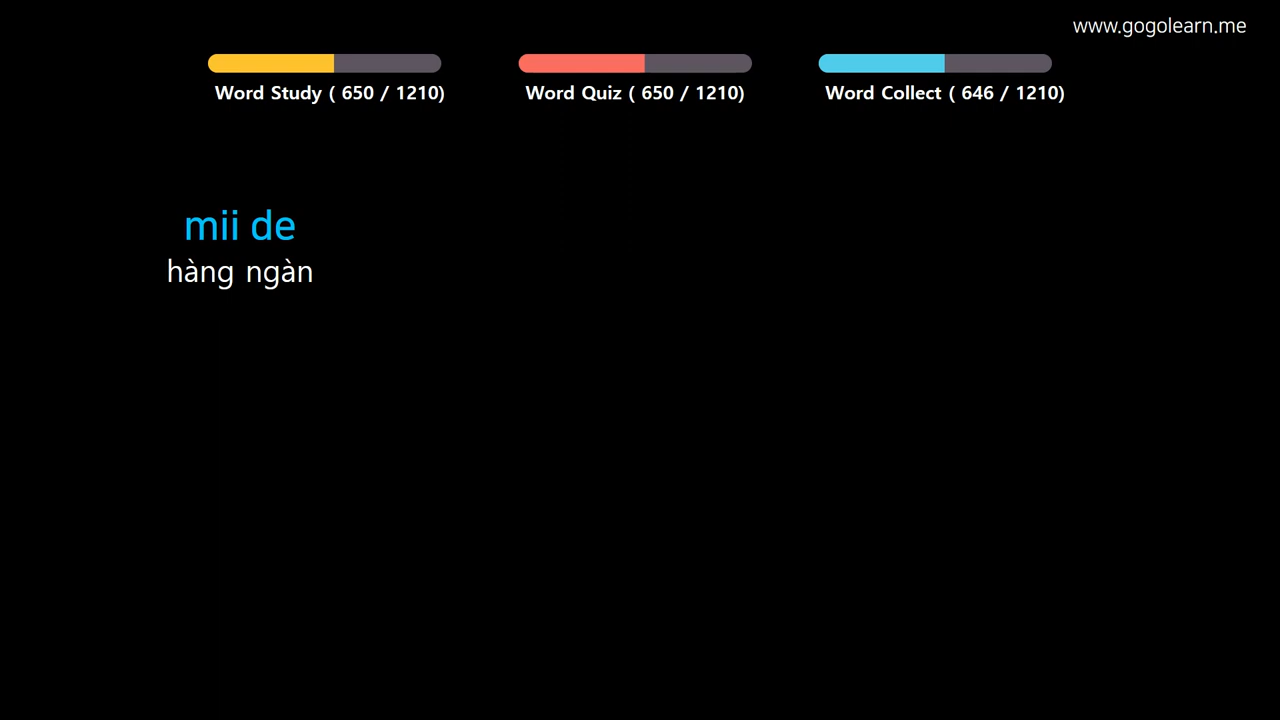 www.gogolearn.me
Word Study ( 650 / 1210)
Word Quiz ( 650 / 1210)
Word Collect ( 646 / 1210)
mii de
hàng ngàn